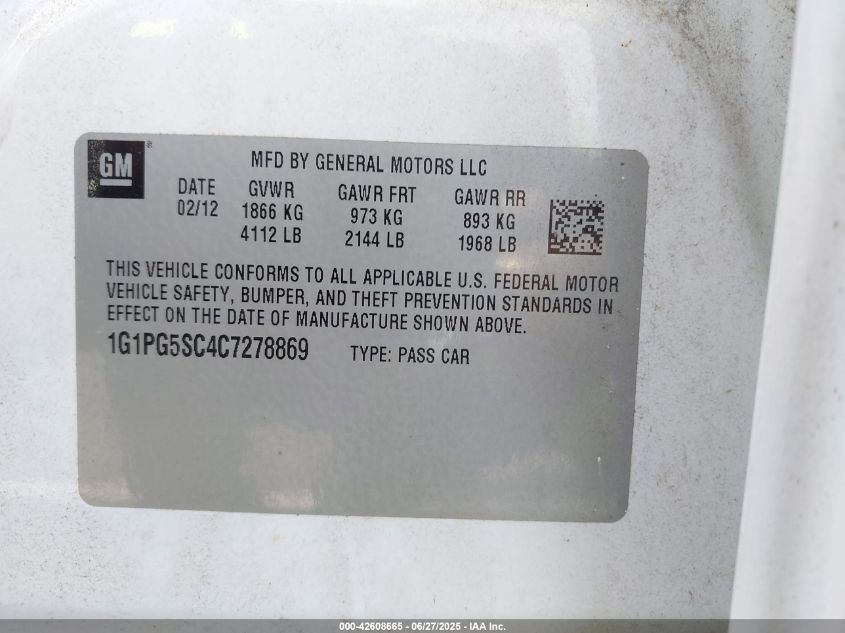 GM
MFD BY GENERAL MOTORS LLC
DATE GVWR GAWR FRT GAWR RR
02/12 1866 KG 973 KG 893 KG
4112 LB 2144 LB 1968 LB
THIS VEHICLE CONFORMS TO ALL APPLICABLE U.S. FEDERAL MOTOR
VEHICLE SAFETY, BUMPER, AND THEFT PREVENTION STANDARDS IN
EFFECT ON THE DATE OF MANUFACTURE SHOWN ABOVE.
1G1PG5SC4C7278869 TYPE: PASS CAR
000-42608665 - 06/27/2025 - IAA Inc.